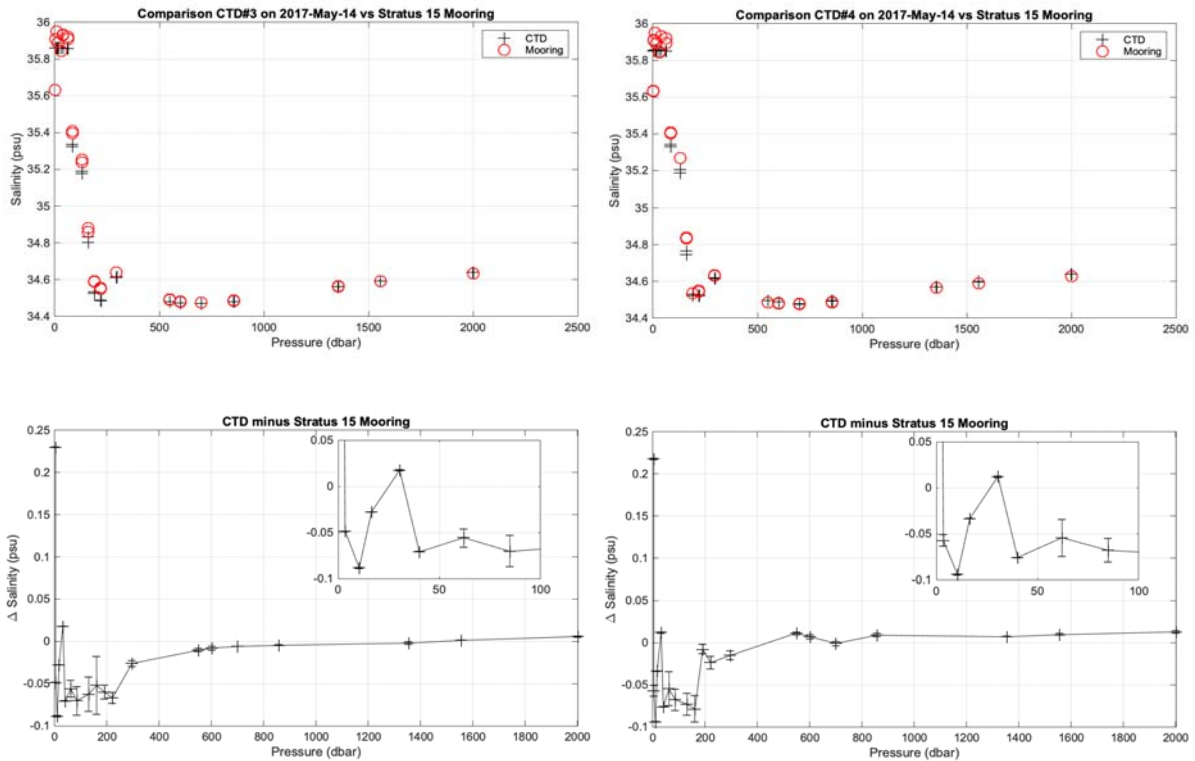 Comparison CTD#3 on 2017-May-14 vs Stratus 15 Mooring
36
35.8
35.6
35.4
35.2
35
34.8
34.6
34.4
Salinity (psu)
CTD
Mooring
0 500 1000 1500 2000 2500
Pressure (dbar)
Comparison CTD#4 on 2017-May-14 vs Stratus 15 Mooring
36
35.8
35.6
35.4
35.2
35
34.8
34.6
34.4
Salinity (psu)
CTD
Mooring
0 500 1000 1500 2000 2500
Pressure (dbar)
CTD minus Stratus 15 Mooring
0.25
0.2
0.15
0.1
0.05
0
-0.05
-0.1
Δ Salinity (psu)
0.05
0
-0.05
-0.1
0 50 100
0 200 400 600 800 1000 1200 1400 1600 1800 2000
Pressure (dbar)
CTD minus Stratus 15 Mooring
0.25
0.2
0.15
0.1
0.05
0
-0.05
-0.1
Δ Salinity (psu)
0.05
0
-0.05
-0.1
0 50 100
0 200 400 600 800 1000 1200 1400 1600 1800 2000
Pressure (dbar)